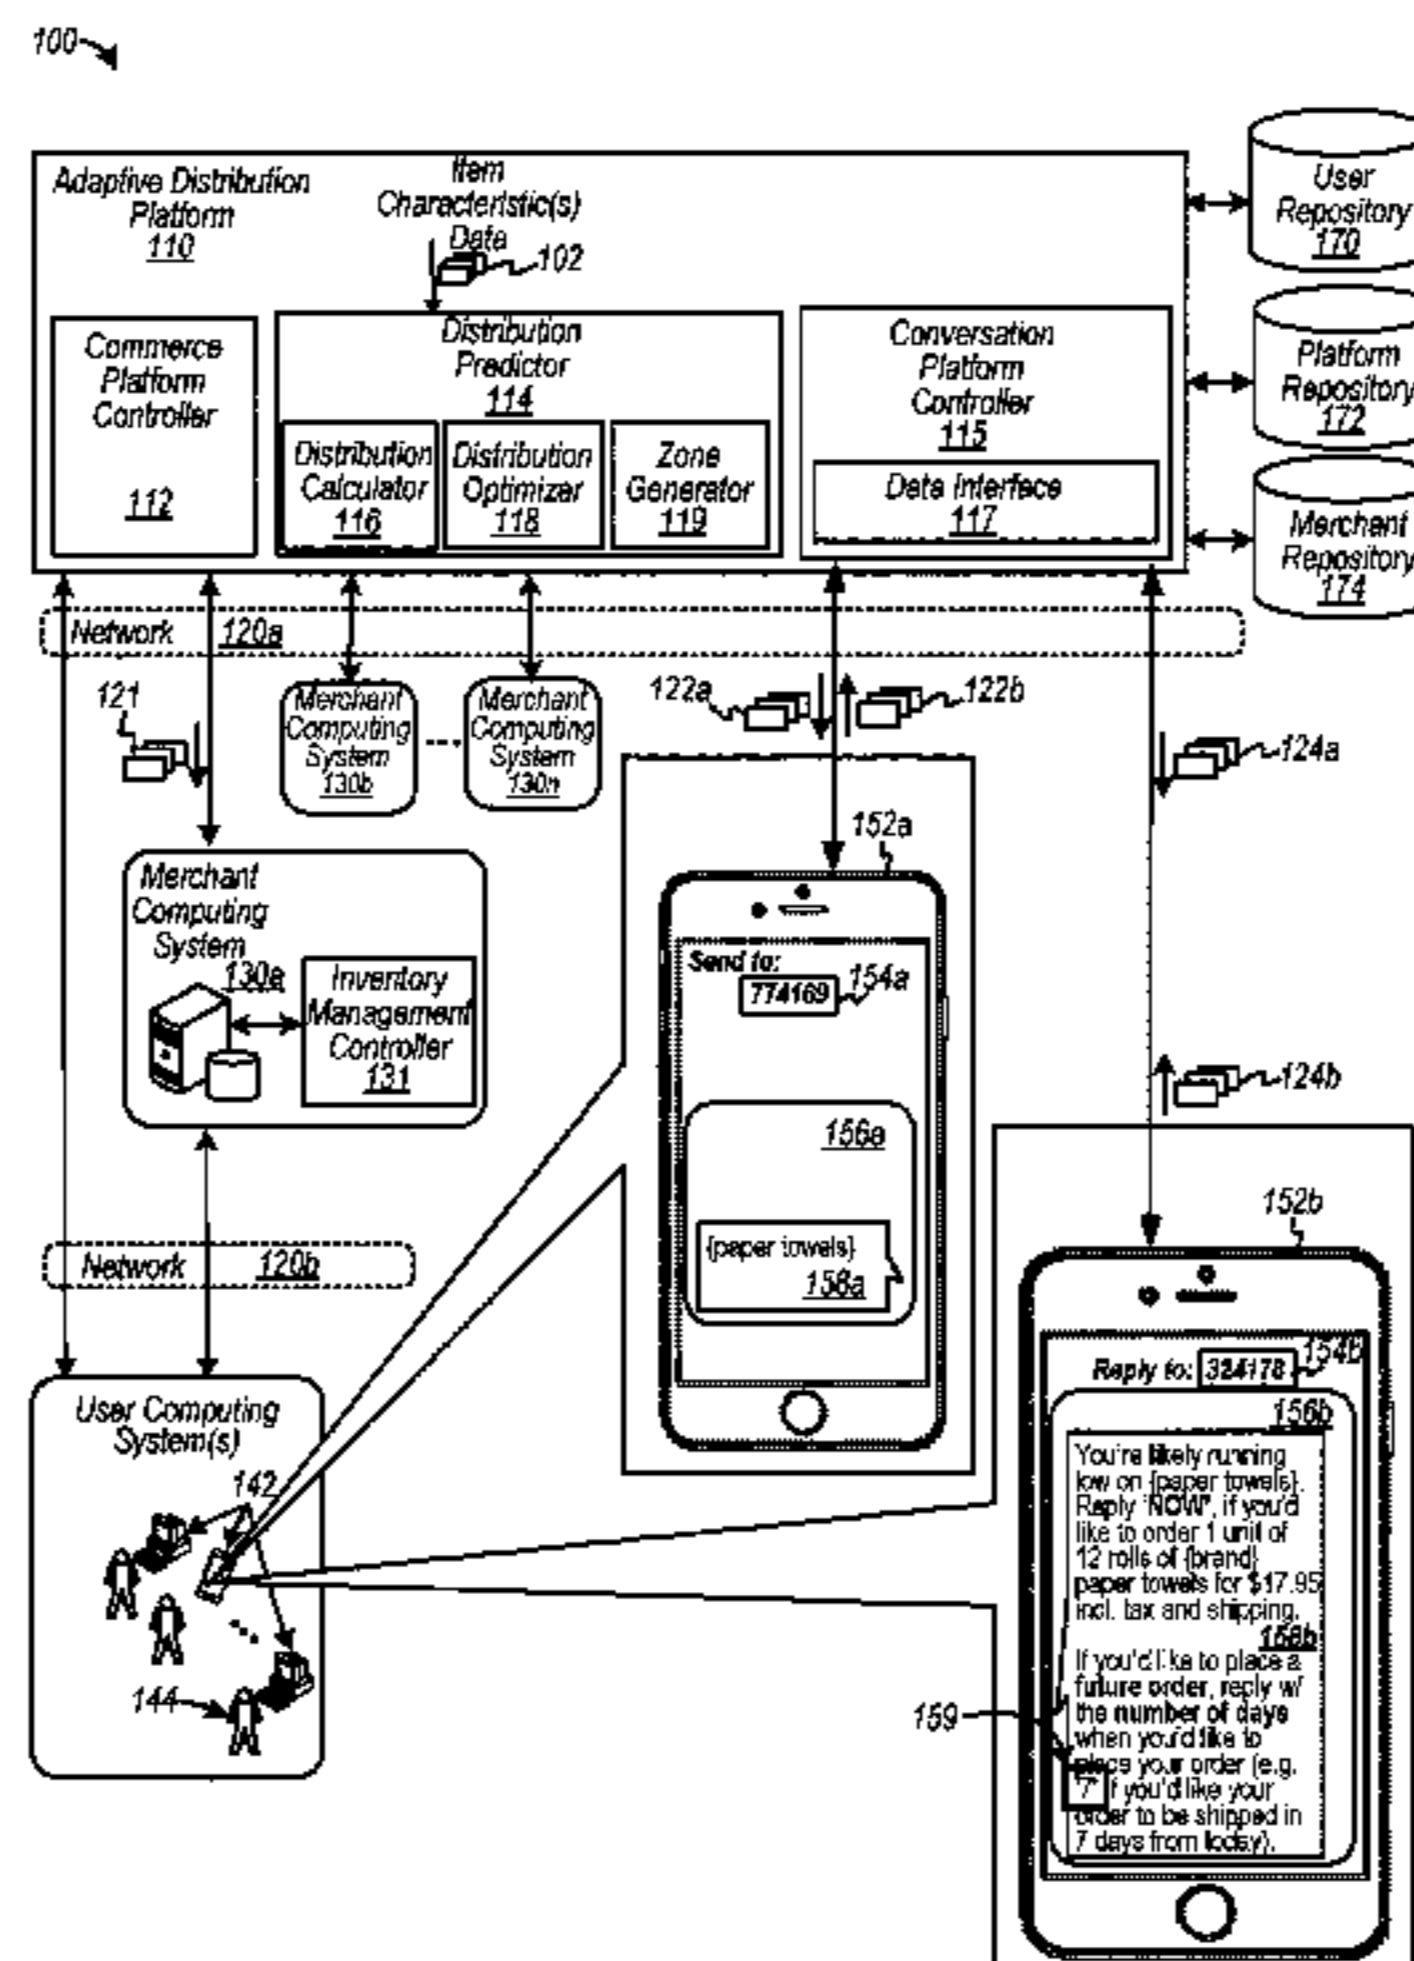 100
Adaptive Distribution
Platform
110
Item
Characteristic(s)
Data
102
Commerce
Platform
Controller
112
Distribution
Predictor
114
Distribution
Calculator
116
Distribution
Optimizer
118
Zone
Generator
119
Conversation
Platform
Controller
115
Data Interface
117
User
Repository
170
Platform
Repository
172
Merchant
Repository
174
Network 120a
121
Merchant
Computing
System
130b
Merchant
Computing
System
130n
122a
122b
124a
Merchant
Computing
System
130a
Inventory
Management
Controller
131
152a
Send to:
774169
154a
156a
{paper towels}
158a
124b
Network 120b
152b
Reply to: 324178
154b
156b
You're likely running
low on {paper towels}.
Reply "NOW", if you'd
like to order 1 unit of
12 rolls of {brand}
paper towels for $17.95
incl. tax and shipping.
158b
If you'd like to place a
future order, reply w/
the number of days
when you'd like to
place your order (e.g.
"7" if you'd like your
order to be shipped in
7 days from today).
159
User Computing
System(s)
142
144